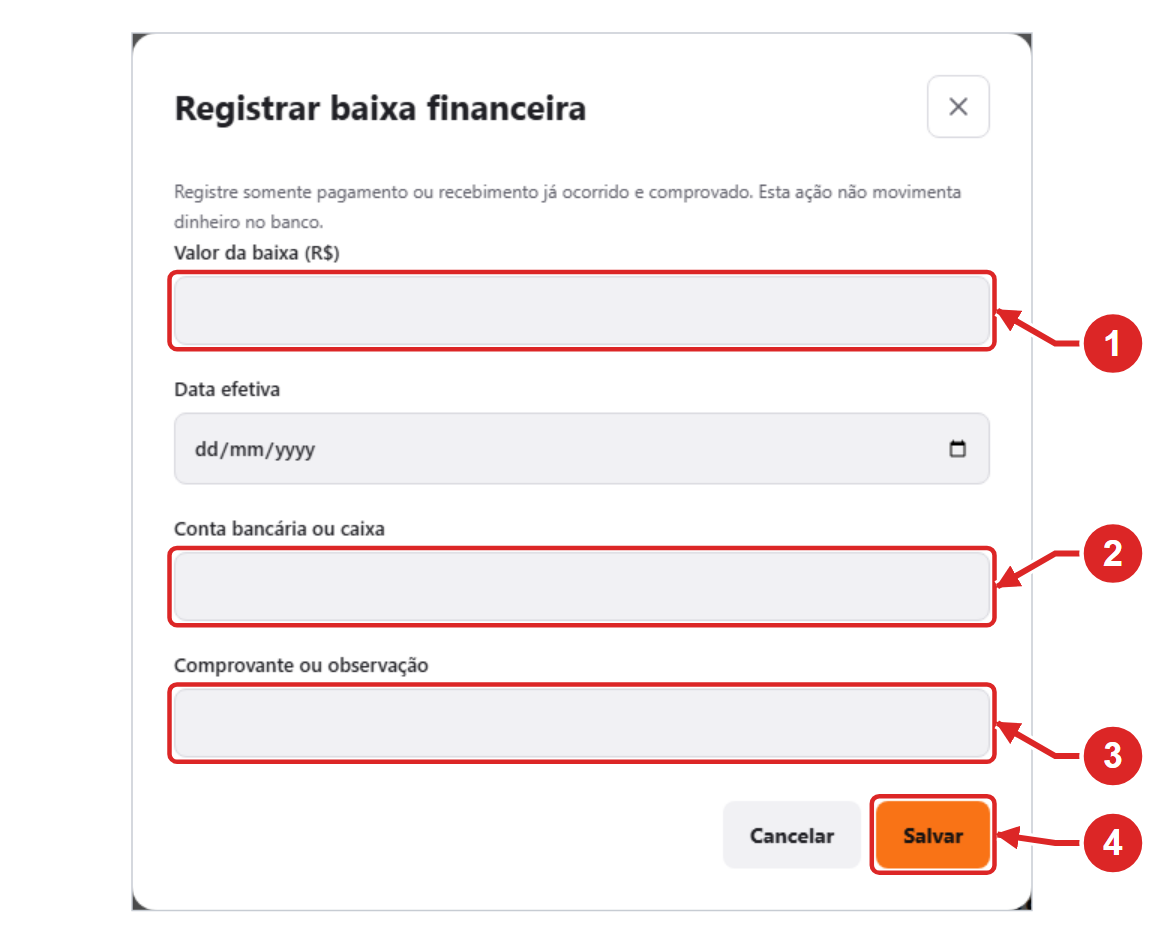 Registrar baixa financeira
Registre somente pagamento ou recebimento já ocorrido e comprovado. Esta ação não movimenta
dinheiro no banco.
Valor da baixa (R$)
1
Data efetiva
dd/mm/yyyy
Conta bancária ou caixa
2
Comprovante ou observação
3
Cancelar
Salvar
4